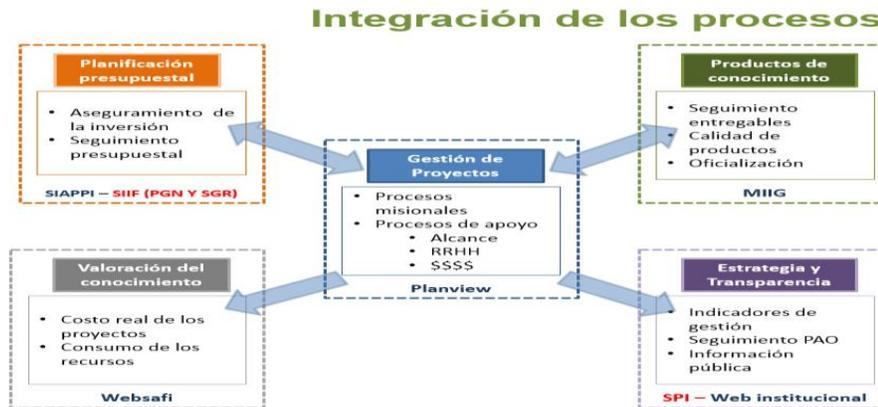 Integración de los procesos
Planificación
presupuestal
• Aseguramiento de
la inversión
• Seguimiento
presupuestal
SIAPPI – SIIF (PGN Y SGR)
Productos de
conocimiento
• Seguimiento
entregables
• Calidad de
productos
• Oficialización
MIIG
Gestión de
Proyectos
• Procesos
misionales
• Procesos de apoyo
• Alcance
• RRHH
• $$$$
Planview
Valoración del
conocimiento
• Costo real de los
proyectos
• Consumo de los
recursos
Websafi
Estrategia y
Transparencia
• Indicadores de
gestión
• Seguimiento PAO
• Información
pública
SPI – Web institucional